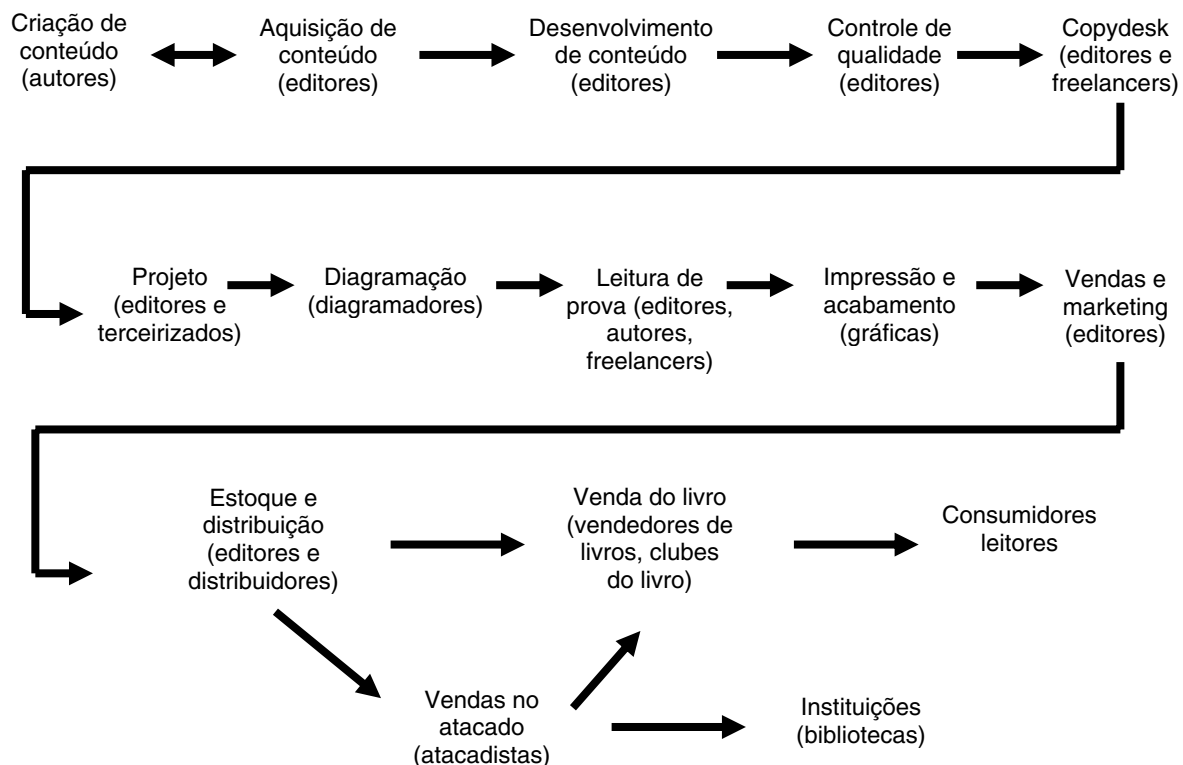 Criação de
conteúdo
(autores)
Aquisição de
conteúdo
(editores)
Desenvolvimento
de conteúdo
(editores)
Controle de
qualidade
(editores)
Copydesk
(editores e
freelancers)
Projeto
(editores e
terceirizados)
Diagramação
(diagramadores)
Leitura de
prova (editores,
autores,
freelancers)
Impressão e
acabamento
(gráficas)
Vendas e
marketing
(editores)
Estoque e
distribuição
(editores e
distribuidores)
Venda do livro
(vendedores de
livros, clubes
do livro)
Consumidores
leitores
Vendas no
atacado
(atacadistas)
Instituições
(bibliotecas)